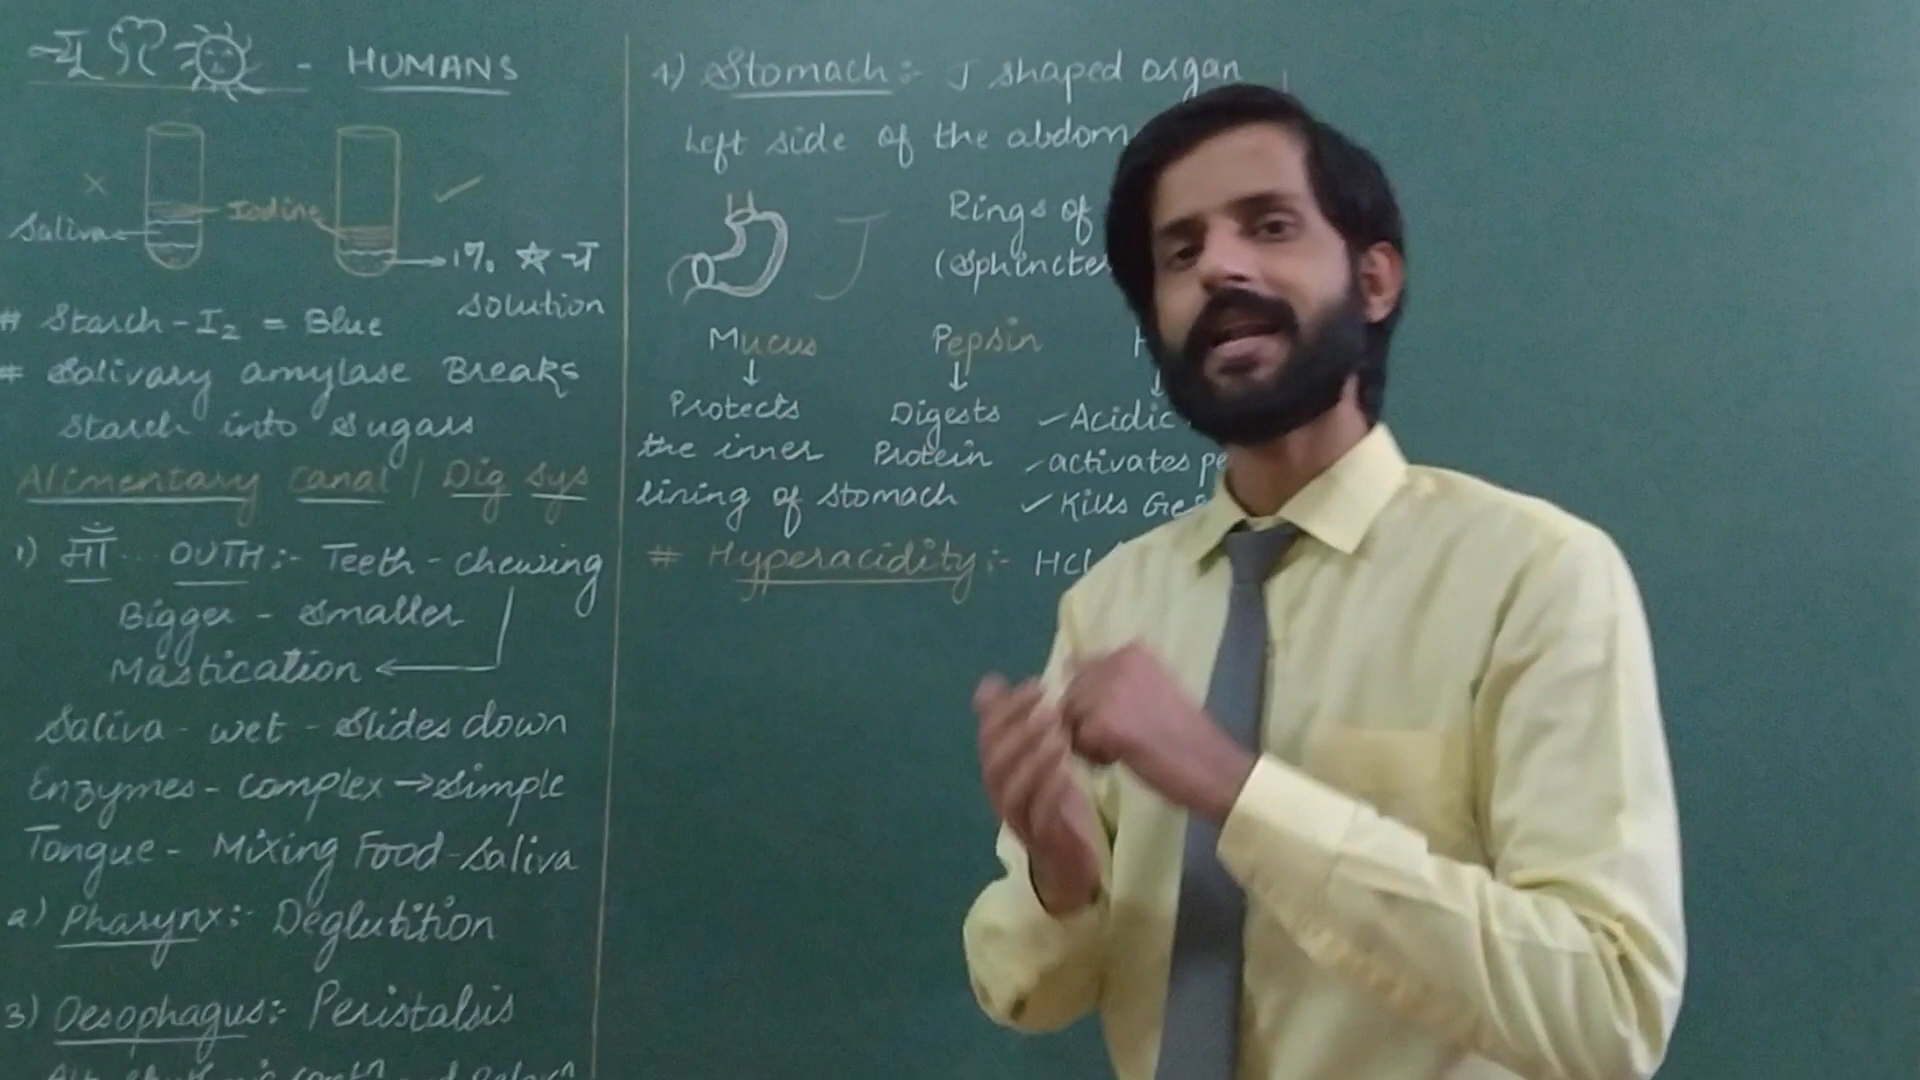 - HUMANS
Saliva
Iodine
1% ☆ र्च
solution
# Starch - I₂ = Blue
# Salivary amylase Breaks
starch into sugars
Alimentary canal / Dig sys
1) माँ ... OUTH :- Teeth - chewing
Bigger - smaller
Mastication ←
Saliva - wet - slides down
Enzymes - complex → simple
Tongue - Mixing Food - saliva
2) Pharynx :- Deglutition
3) Oesophagus :- Peristalsis
4) Stomach :- J shaped organ
Left side of the abdom
J
Rings of
(Sphincte
Mucus Pepsin H
↓ ↓ ↓
Protects Digests ✓Acidic
the inner Protein ✓activates pe
lining of stomach ✓Kills Ge
# Hyperacidity :- HCl